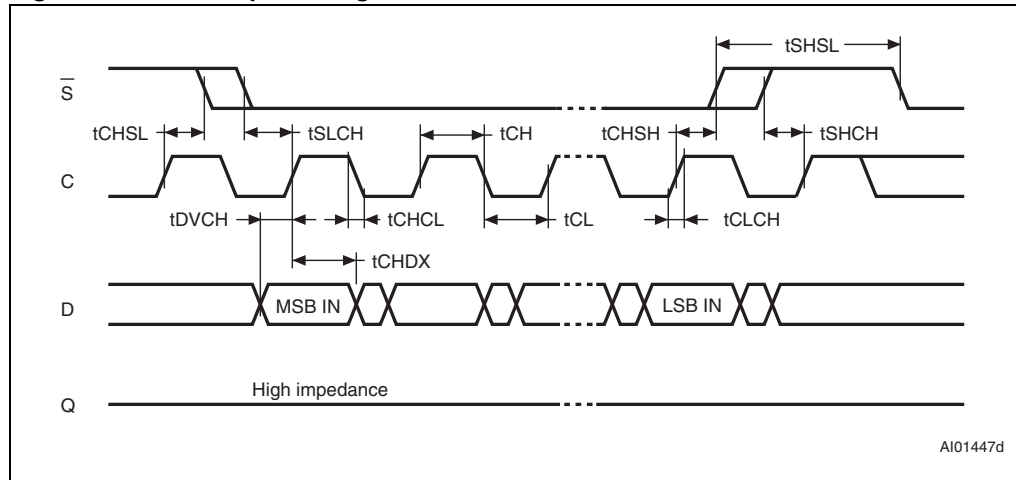 tSHSL
S
tCHSL
tSLCH
tCH
tCHSH
tSHCH
C
tDVCH
tCHCL
tCL
tCLCH
tCHDX
D
MSB IN
LSB IN
High impedance
Q
AI01447d